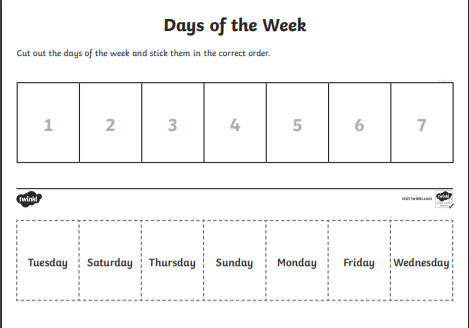 Days of the Week
Cut out the days of the week and stick them in the correct order.
1 2 3 4 5 6 7
twinkl visit twinkl.com
Tuesday Saturday Thursday Sunday Monday Friday Wednesday